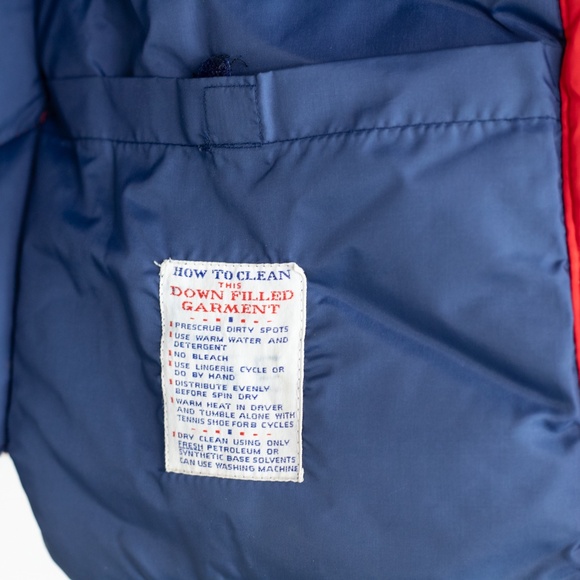 HOW TO CLEAN
THIS
DOWN FILLED
GARMENT
PRESCRUB DIRTY SPOTS
USE WARM WATER AND
DETERGENT
NO BLEACH
USE LINGERIE CYCLE OR
DO BY HAND
DISTRIBUTE EVENLY
BEFORE SPIN DRY
WARM HEAT IN DRYER
AND TUMBLE ALONE WITH
TENNIS SHOE FOR 8 CYCLES
DRY CLEAN USING ONLY
FRESH PETROLEUM OR
SYNTHETIC BASE SOLVENTS
CAN USE WASHING MACHINE